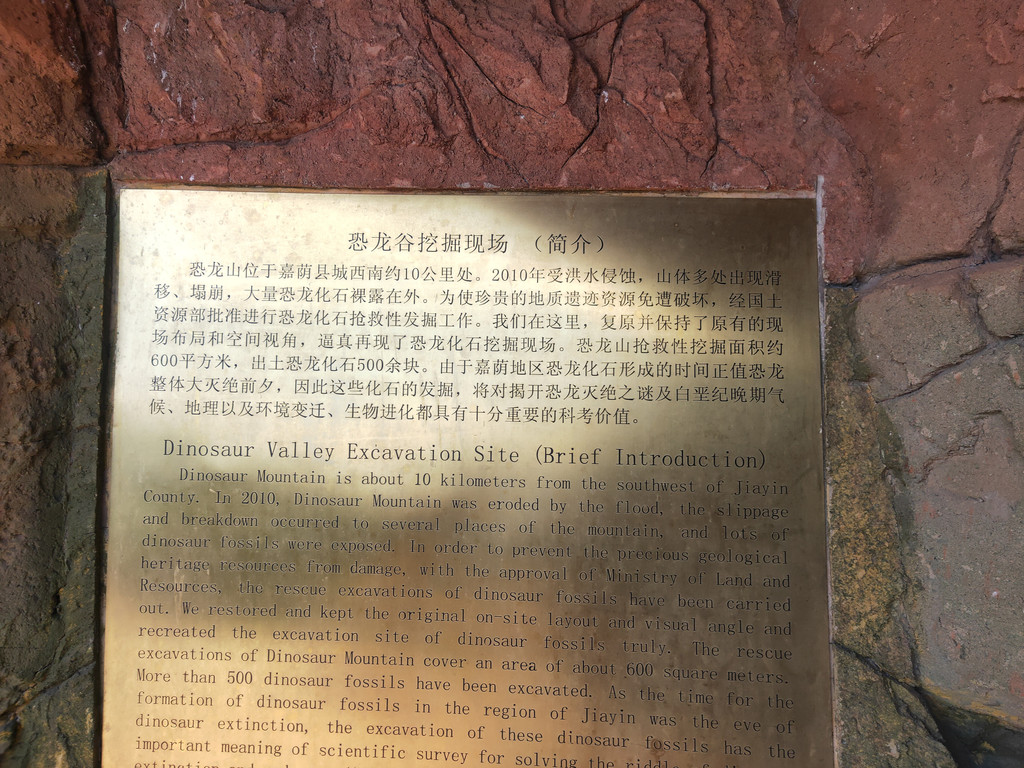 恐龙谷挖掘现场 （简介）
恐龙山位于嘉荫县城西南约10公里处。2010年受洪水侵蚀，山体多处出现滑
移、塌崩，大量恐龙化石裸露在外。为使珍贵的地质遗迹资源免遭破坏，经国土
资源部批准进行恐龙化石抢救性发掘工作。我们在这里，复原并保持了原有的现
场布局和空间视角，逼真再现了恐龙化石挖掘现场。恐龙山抢救性挖掘面积约
600平方米，出土恐龙化石500余块。由于嘉荫地区恐龙化石形成的时间正值恐龙
整体大灭绝前夕，因此这些化石的发掘，将对揭开恐龙灭绝之谜及白垩纪晚期气
候、地理以及环境变迁、生物进化都具有十分重要的科考价值。
Dinosaur Valley Excavation Site (Brief Introduction)
Dinosaur Mountain is about 10 kilometers from the southwest of Jiayin
County. In 2010, Dinosaur Mountain was eroded by the flood, the slippage
and breakdown occurred to several places of the mountain, and lots of
dinosaur fossils were exposed. In order to prevent the precious geological
heritage resources from damage, with the approval of Ministry of Land and
Resources, the rescue excavations of dinosaur fossils have been carried
out. We restored and kept the original on-site layout and visual angle and
recreated the excavation site of dinosaur fossils truly. The rescue
excavations of Dinosaur Mountain cover an area of about 600 square meters.
More than 500 dinosaur fossils have been excavated. As the time for the
formation of dinosaur fossils in the region of Jiayin was the eve of
dinosaur extinction, the excavation of these dinosaur fossils has the
important meaning of scientific survey for solving the riddle of
extinction and